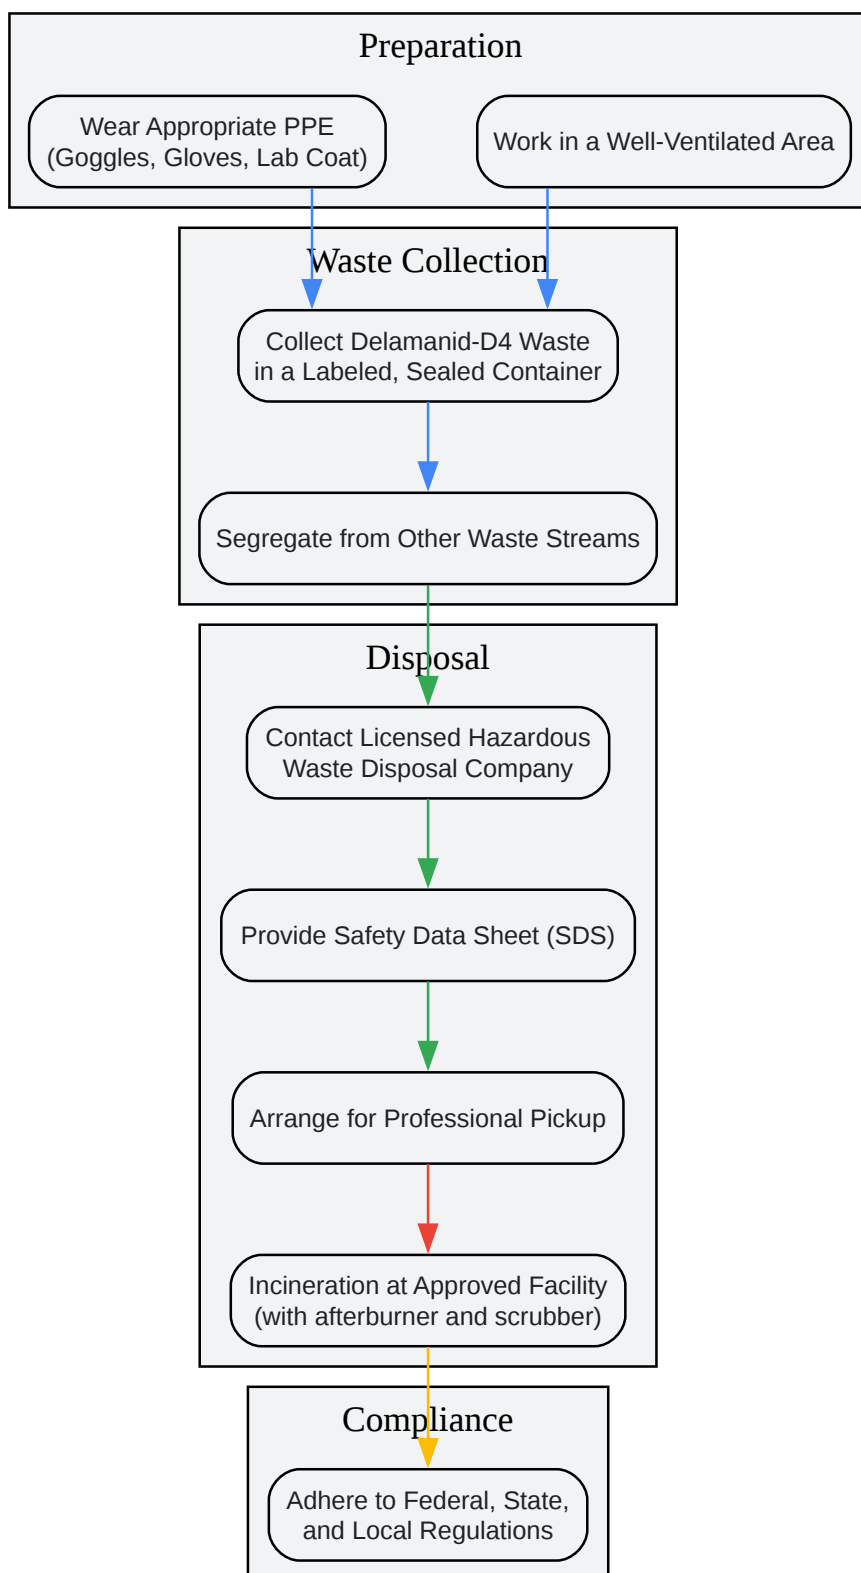 Preparation
Wear Appropriate PPE
(Goggles, Gloves, Lab Coat)
Work in a Well-Ventilated Area
Waste Collection
Collect Delamanid-D4 Waste
in a Labeled, Sealed Container
Segregate from Other Waste Streams
Disposal
Contact Licensed Hazardous
Waste Disposal Company
Provide Safety Data Sheet (SDS)
Arrange for Professional Pickup
Incineration at Approved Facility
(with afterburner and scrubber)
Compliance
Adhere to Federal, State,
and Local Regulations